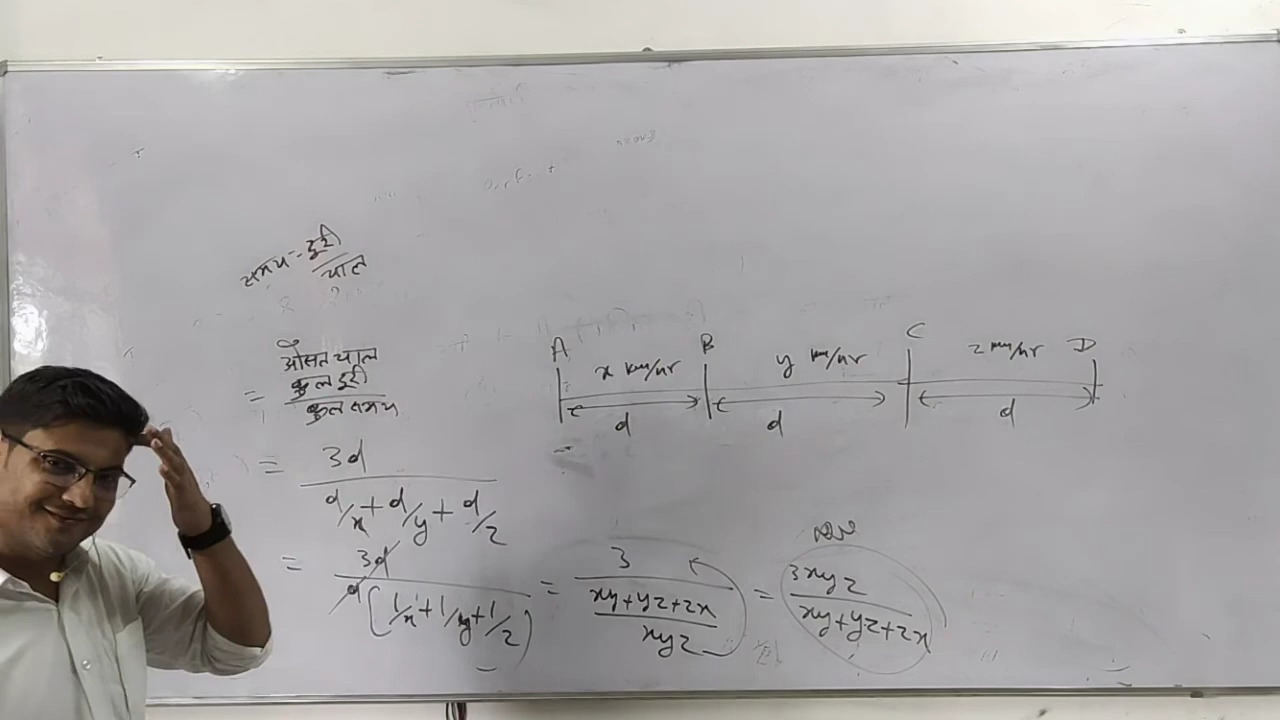 समय = दूरी / चाल
औसत चाल
= कुल दूरी / कुल समय
= 3d / (d/x + d/y + d/z)
= 3d / d[1/x + 1/y + 1/z]
= 3 / ((xy+yz+zx) / xyz)
= 3xyz / (xy+yz+zx)
A B C D
x km/hr y km/hr z km/hr
d d d